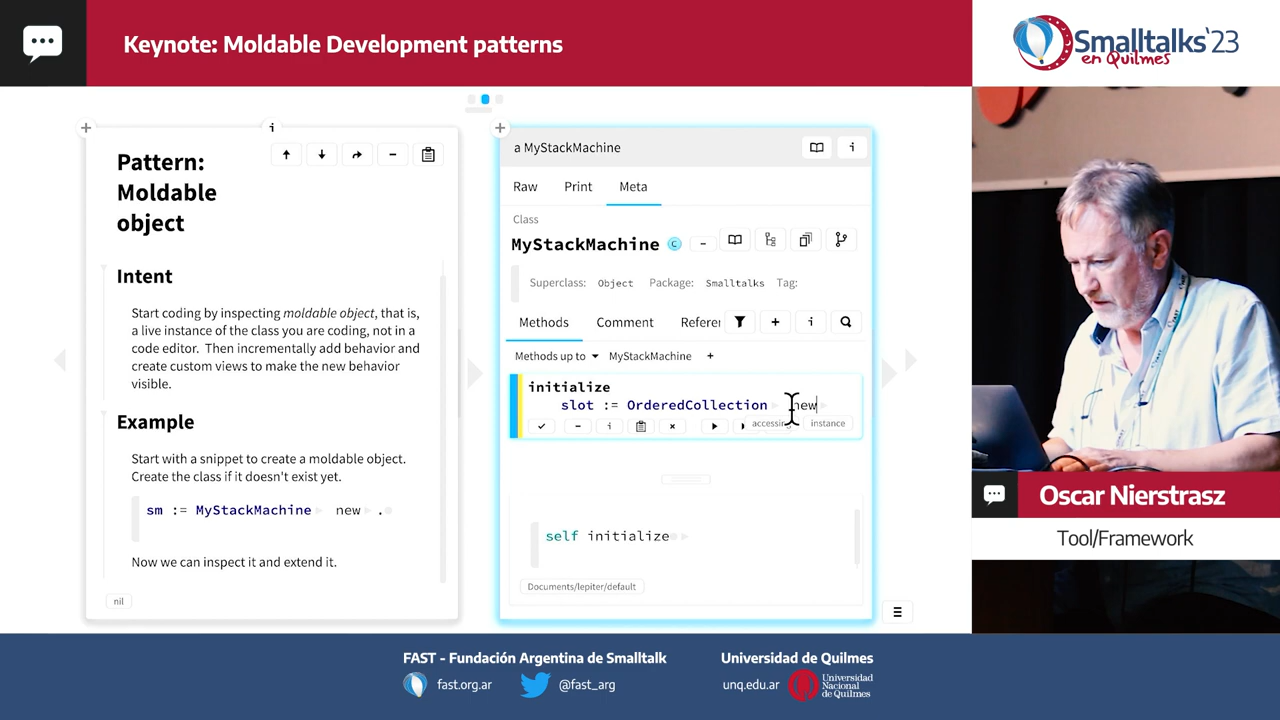 Keynote: Moldable Development patterns
Smalltalks'23
en Quilmes
i
Pattern:
Moldable
object
Intent
Start coding by inspecting moldable object, that is,
a live instance of the class you are coding, not in a
code editor. Then incrementally add behavior and
create custom views to make the new behavior
visible.
Example
Start with a snippet to create a moldable object.
Create the class if it doesn't exist yet.
sm := MyStackMachine new .
Now we can inspect it and extend it.
nil
a MyStackMachine
i
Raw Print Meta
Class
MyStackMachine C
Superclass: Object Package: Smalltalks Tag:
Methods Comment Referer
i
Methods up to MyStackMachine +
initialize
slot := OrderedCollection new
i
accessing instance
self initialize
Documents/lepiter/default
Oscar Nierstrasz
Tool/Framework
FAST - Fundación Argentina de Smalltalk
fast.org.ar @fast_arg
Universidad de Quilmes
unq.edu.ar
Universidad
Nacional
de Quilmes